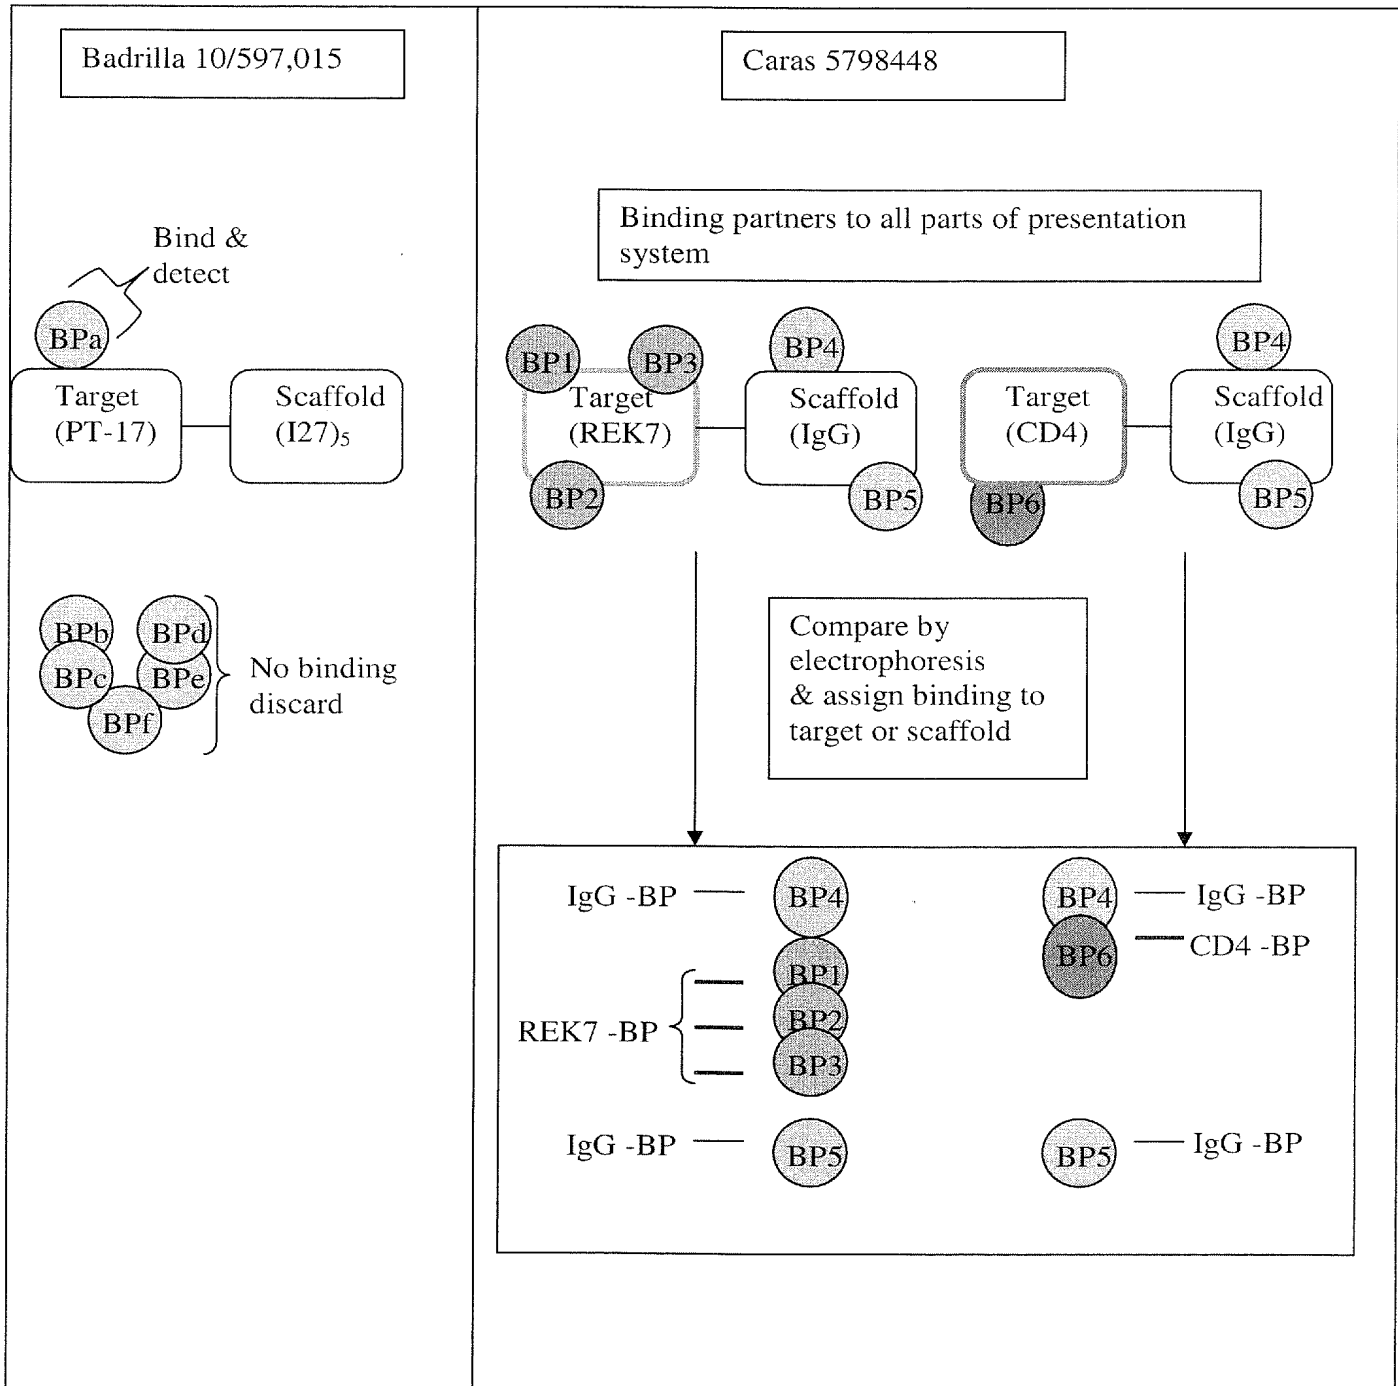 Badrilla 10/597,015
Bind &
detect
BPa
Target
(PT-17)
Scaffold
(I27)₅
BPb
BPd
BPc
BPe
BPf
No binding
discard
Caras 5798448
Binding partners to all parts of presentation
system
BP1
BP3
BP4
BP4
Target
(REK7)
Scaffold
(IgG)
Target
(CD4)
Scaffold
(IgG)
BP2
BP5
BP6
BP5
Compare by
electrophoresis
& assign binding to
target or scaffold
IgG -BP
BP4
BP4
IgG -BP
BP6
CD4 -BP
BP1
REK7 -BP
BP2
BP3
IgG -BP
BP5
BP5
IgG -BP